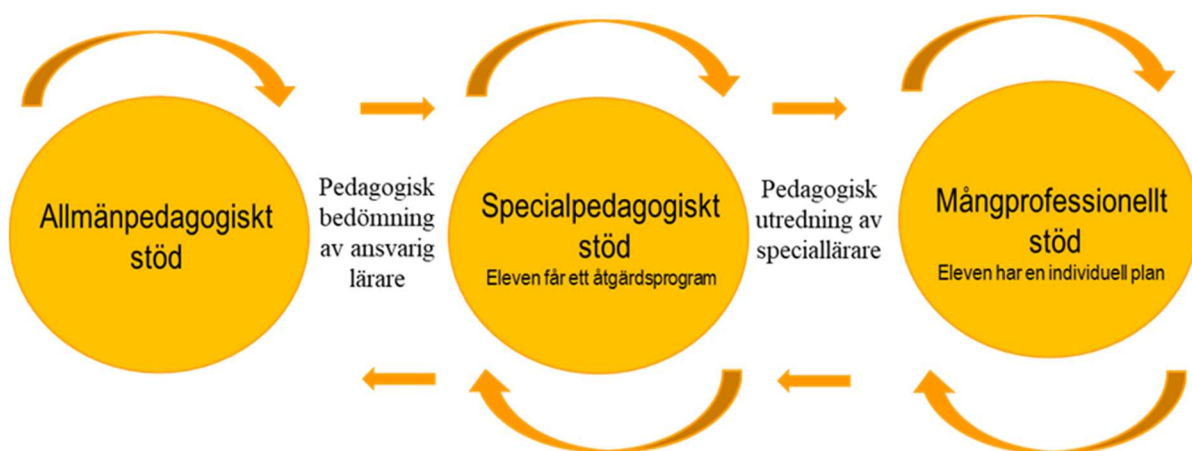 Allmänpedagogiskt
stöd
Pedagogisk
bedömning
av ansvarig
lärare
Specialpedagogiskt
stöd
Eleven får ett åtgärdsprogram
Pedagogisk
utredning av
speciallärare
Mångprofessionellt
stöd
Eleven har en individuell plan